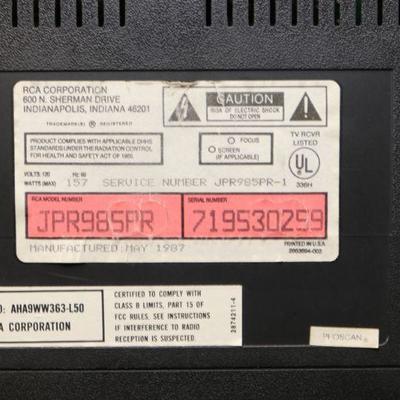 RCA CORPORATION
600 N. SHERMAN DRIVE
INDIANAPOLIS, INDIANA 46201
TRADEMARK(S) ® REGISTERED
CAUTION
RISK OF ELECTRIC SHOCK
DO NOT OPEN
PRODUCT COMPLIES WITH APPLICABLE DHHS
STANDARDS UNDER THE RADIATION CONTROL
FOR HEALTH AND SAFETY ACT OF 1968.
FOCUS
SCREEN
(IF APPLICABLE)
TV RCVR
LISTED
UL
336H
VOLTS 120 Hz 60
WATTS (MAX) 157 SERVICE NUMBER JPR985PR-1
RCA MODEL NUMBER
JPR985PR
SERIAL NUMBER
719530259
MANUFACTURED: MAY 1987
PRINTED IN U.S.A.
2853694-002
D: AHA9WW363-L50
A CORPORATION
CERTIFIED TO COMPLY WITH
CLASS B LIMITS, PART 15 OF
FCC RULES. SEE INSTRUCTIONS
IF INTERFERENCE TO RADIO
RECEPTION IS SUSPECTED.
2874211-4